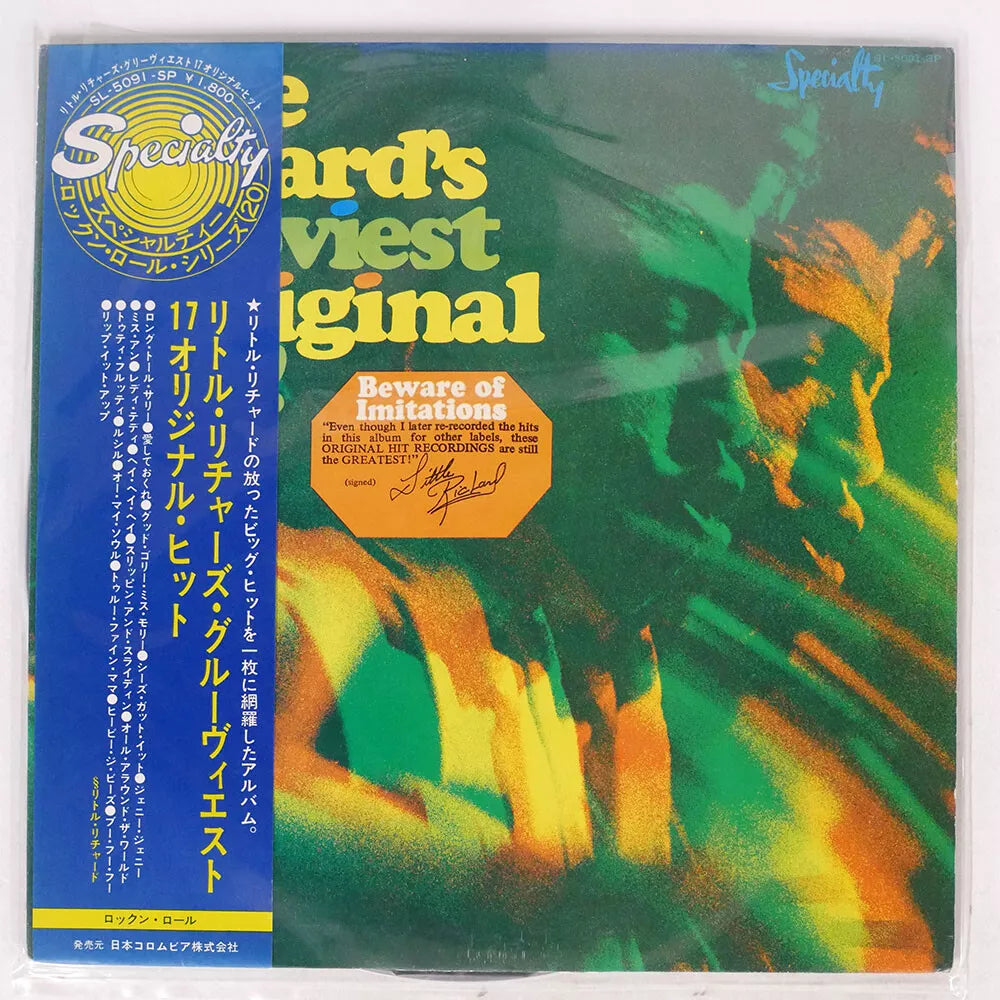 リトル・リチャーズ・グリーヴィエスト17オリジナル・ヒット
SL-5091-SP ¥1,800
Specialty
スペシャルティー
ロックン・ロール・シリーズ(20)
★リトル・リチャードの放ったビッグ・ヒットを一枚に網羅したアルバム。
リトル・リチャーズ・グルーヴィエスト
17オリジナル・ヒット
●ロング・トール・サリー●愛しておくれ●グッド・ゴリー・ミス・モリー●シーズ・ガット・イット●ジェニー・ジェニー
●ミス・アン●レディ・テディ●ヘイ・ヘイ・ヘイ●スリッピン・アンド・スライディン●オール・アラウンド・ザ・ワールド
●トゥティ・フルッティ●ルシル●オー・マイ・ソウル●トゥルー・ファイン・ママ●ヒービー・ジービーズ●ブー・フー・フー
●リップ・イット・アップ
§リトル・リチャード
ロックン・ロール
発売元 日本コロムビア株式会社
e
ard's
viest
iginal
Specialty
SL-5091-SP
Beware of
Imitations
"Even though I later re-recorded the hits
in this album for other labels, these
ORIGINAL HIT RECORDINGS are still
the GREATEST!"
(signed)
Little
Richard